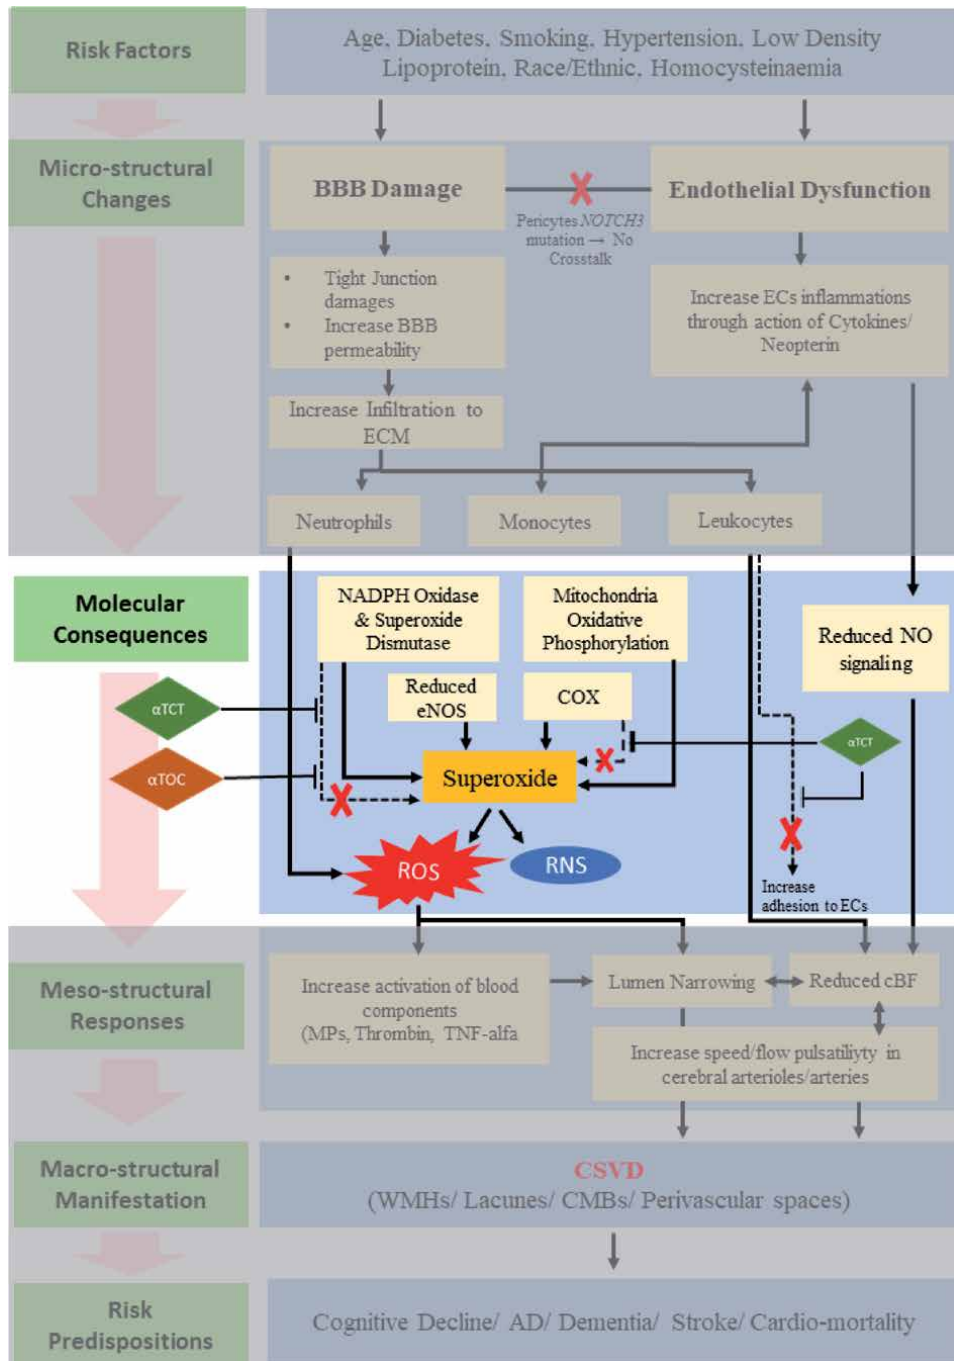 Risk Factors
Age, Diabetes, Smoking, Hypertension, Low Density
Lipoprotein, Race/Ethnic, Homocysteinaemia
Micro-structural
Changes
BBB Damage
Endothelial Dysfunction
Pericytes NOTCH3
mutation → No
Crosstalk
• Tight Junction
damages
• Increase BBB
permeability
Increase ECs inflammations
through action of Cytokines/
Neopterin
Increase Infiltration to
ECM
Neutrophils
Monocytes
Leukocytes
Molecular
Consequences
NADPH Oxidase
& Superoxide
Dismutase
Mitochondria
Oxidative
Phosphorylation
Reduced NO
signaling
Reduced
eNOS
COX
αTCT
αTCT
αTOC
Superoxide
ROS
RNS
Increase
adhesion to ECs
Meso-structural
Responses
Increase activation of blood
components
(MPs, Thrombin, TNF-alfa
Lumen Narrowing
Reduced cBF
Increase speed/flow pulsatiliyty in
cerebral arterioles/arteries
Macro-structural
Manifestation
CSVD
(WMHs/ Lacunes/ CMBs/ Perivascular spaces)
Risk
Predispositions
Cognitive Decline/ AD/ Dementia/ Stroke/ Cardio-mortality